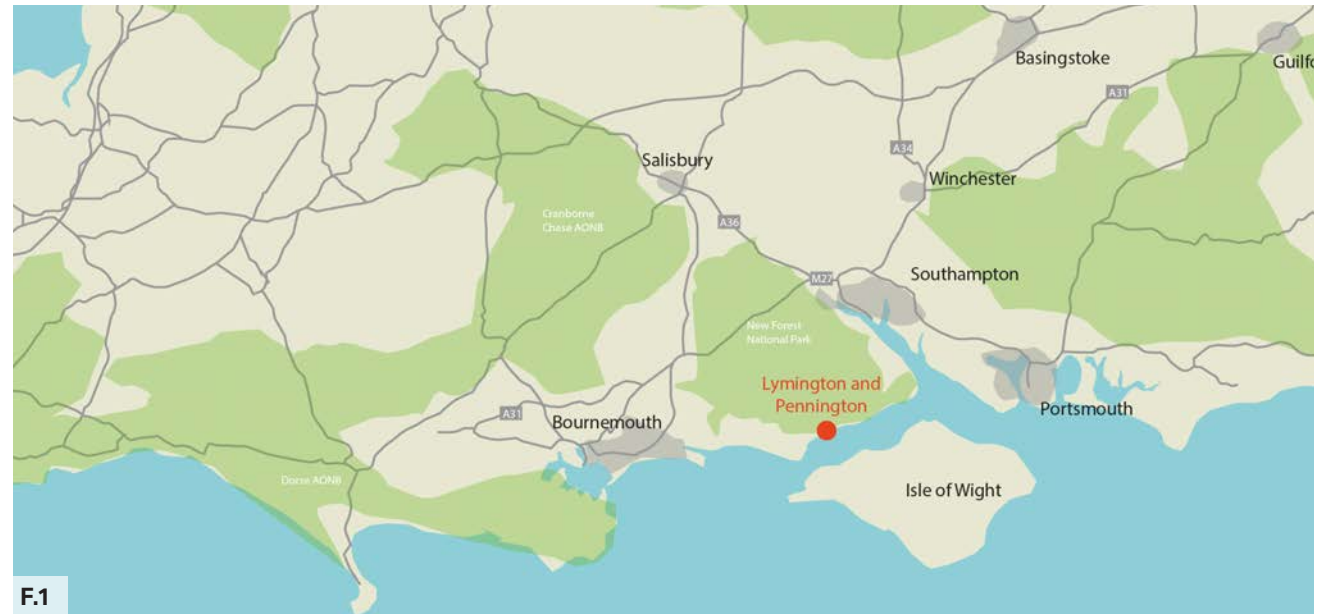 Basingstoke
Guilfo
A31
A34
Salisbury
Winchester
Cranborne
Chase AONB
A36
Southampton
M27
New Forest
National Park
Lymington and
Pennington
A31
Bournemouth
Portsmouth
Dorse AONB
Isle of Wight
F.1